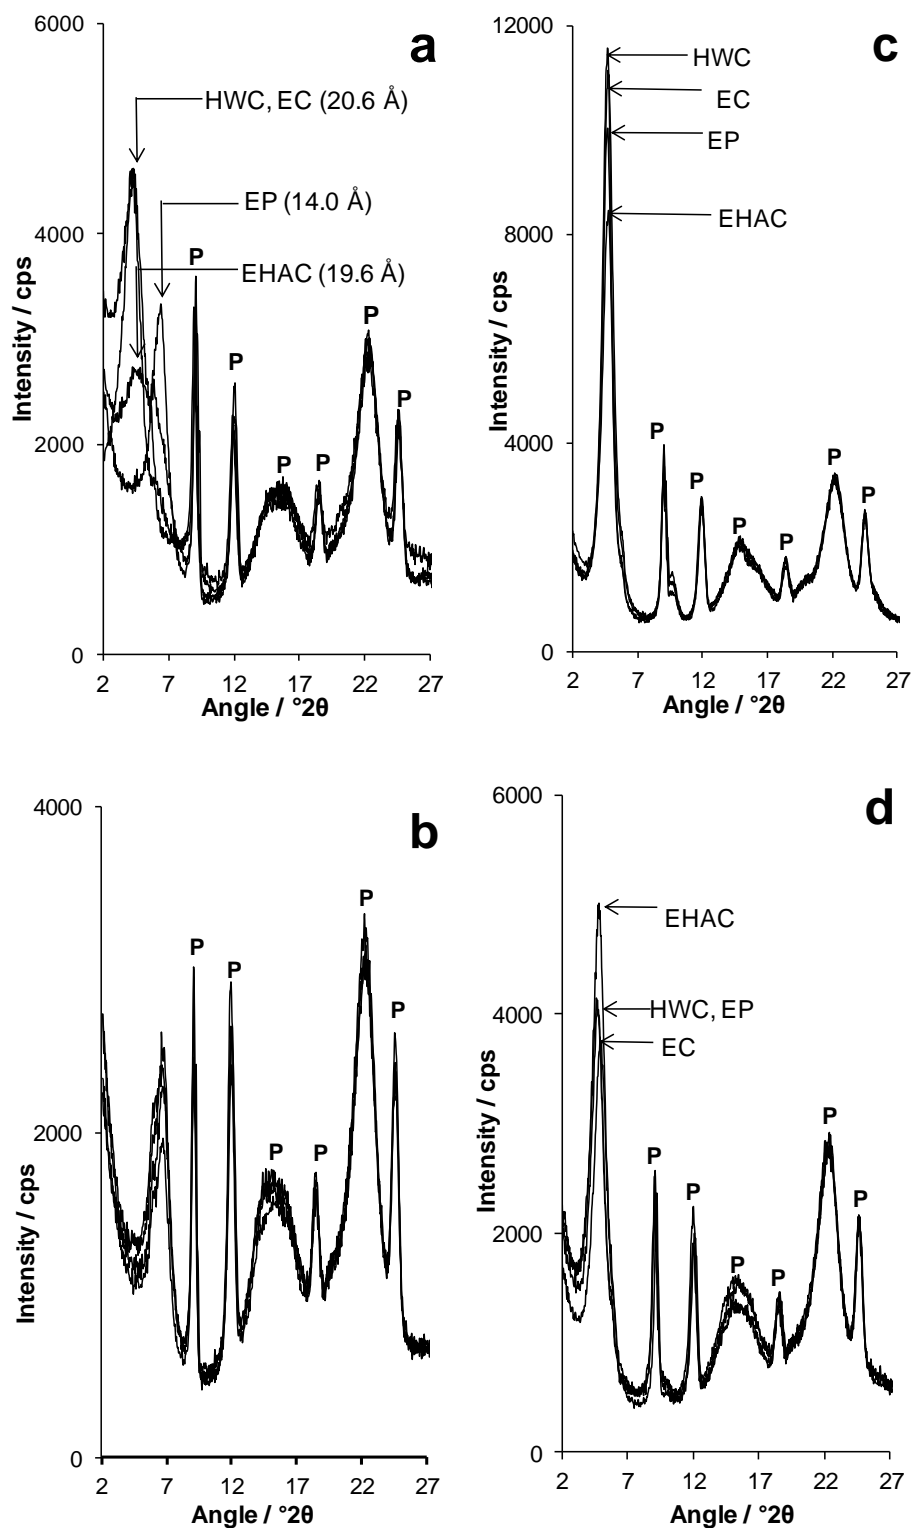 a
6000
4000
2000
0
Intensity / cps
HWC, EC (20.6 Å)
EP (14.0 Å)
EHAC (19.6 Å)
P
P
P
P
P
P
2 7 12 17 22 27
Angle / °2θ
c
12000
8000
4000
0
Intensity / cps
HWC
EC
EP
EHAC
P
P
P
P
P
P
2 7 12 17 22 27
Angle / °2θ
b
4000
2000
0
Intensity / cps
P
P
P
P
P
P
2 7 12 17 22 27
Angle / °2θ
d
6000
4000
2000
0
Intensity / cps
EHAC
HWC, EP
EC
P
P
P
P
P
P
2 7 12 17 22 27
Angle / °2θ